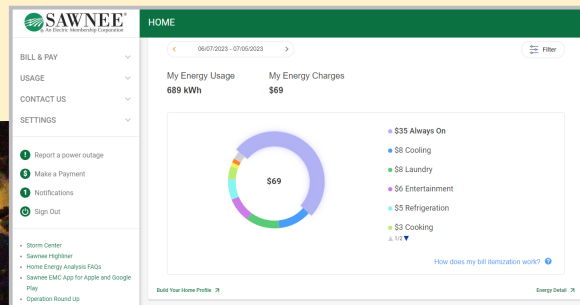 SAWNEE®
An Electric Membership Corporation
HOME
BILL & PAY
USAGE
CONTACT US
SETTINGS
Report a power outage
$ Make a Payment
1 Notifications
Sign Out
Storm Center
Sawnee Highliner
Home Energy Analysis FAQs
Sawnee EMC App for Apple and Google
Play
Operation Round Up
06/07/2023 - 07/05/2023
Filter
My Energy Usage
My Energy Charges
689 kWh
$69
$69
$35 Always On
$8 Cooling
$8 Laundry
$6 Entertainment
$5 Refrigeration
$3 Cooking
1/2
How does my bill itemization work? ?
Build Your Home Profile
Energy Detail